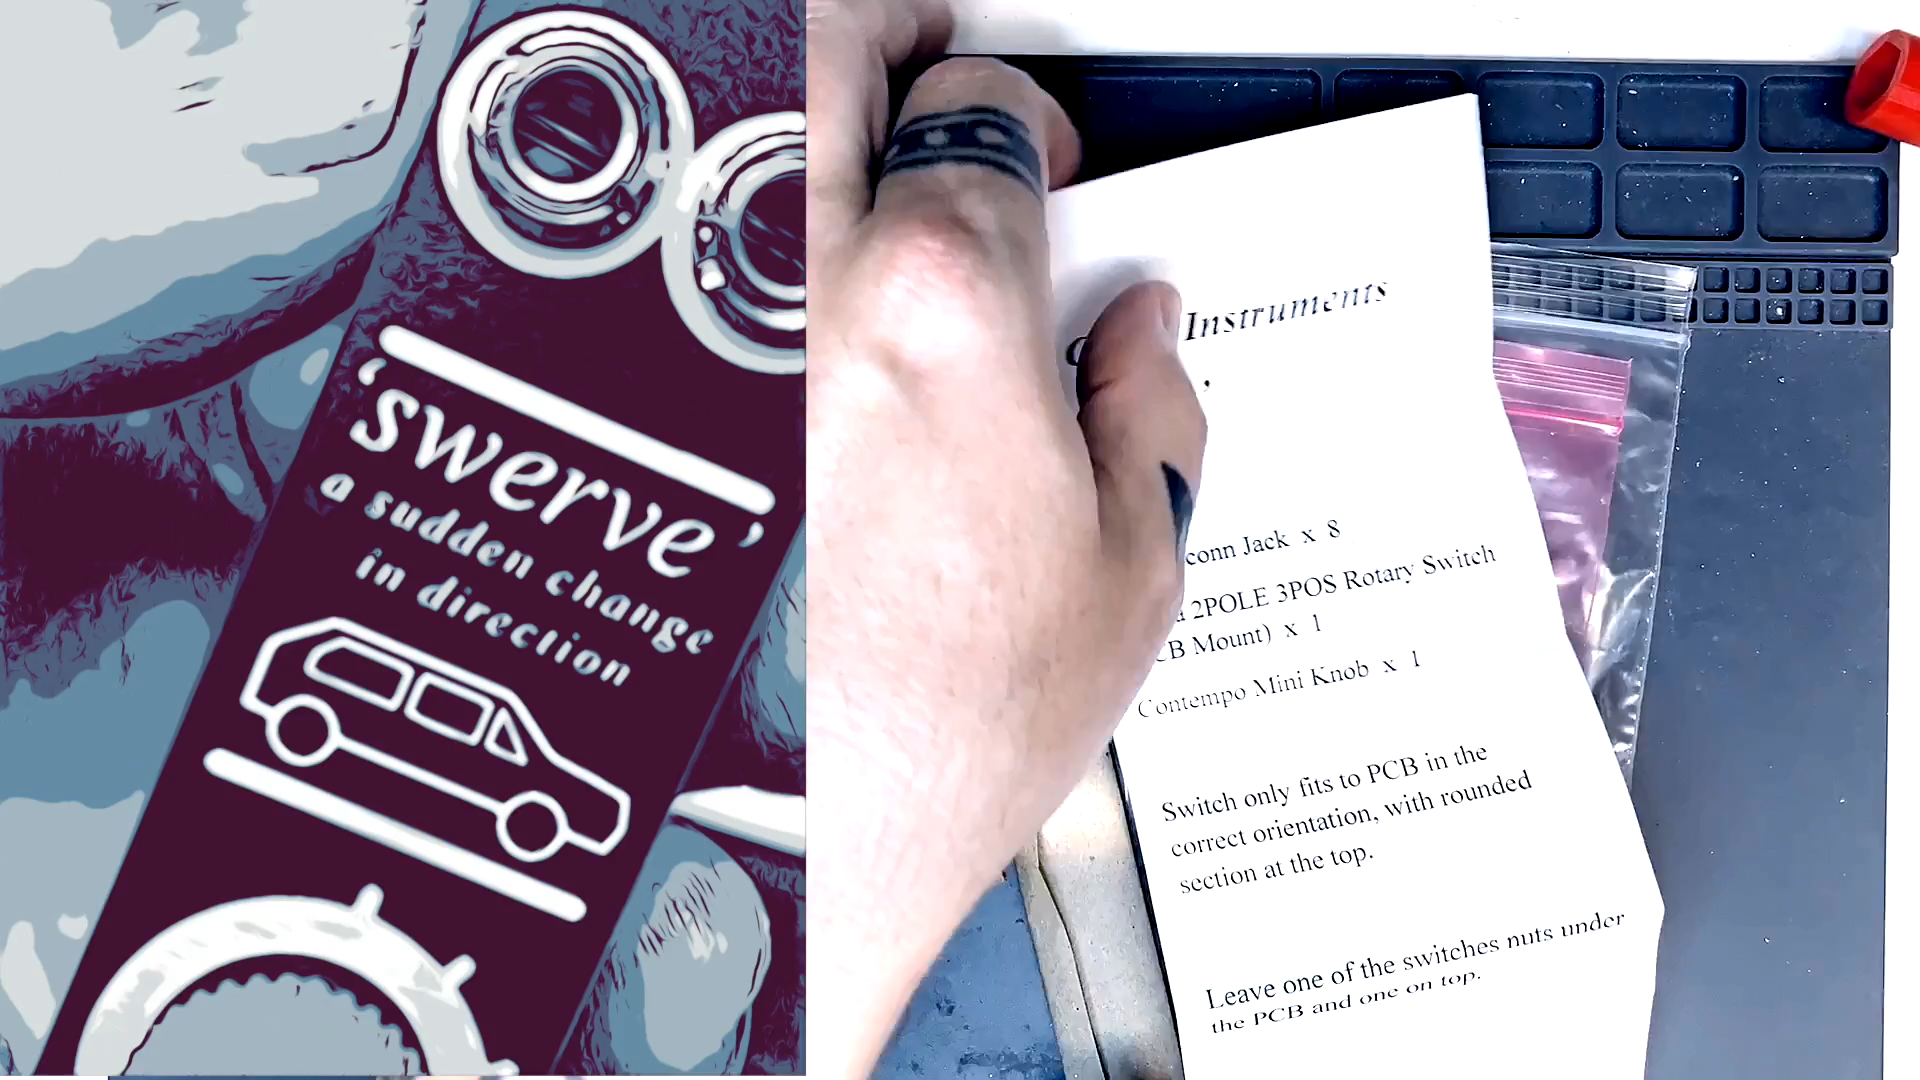 'swerve'
a sudden change
in direction
Instruments
conn Jack x 8
2POLE 3POS Rotary Switch
CB Mount) x 1
Contempo Mini Knob x 1
Switch only fits to PCB in the
correct orientation, with rounded
section at the top.
Leave one of the switches nuts under
the PCB and one on top.